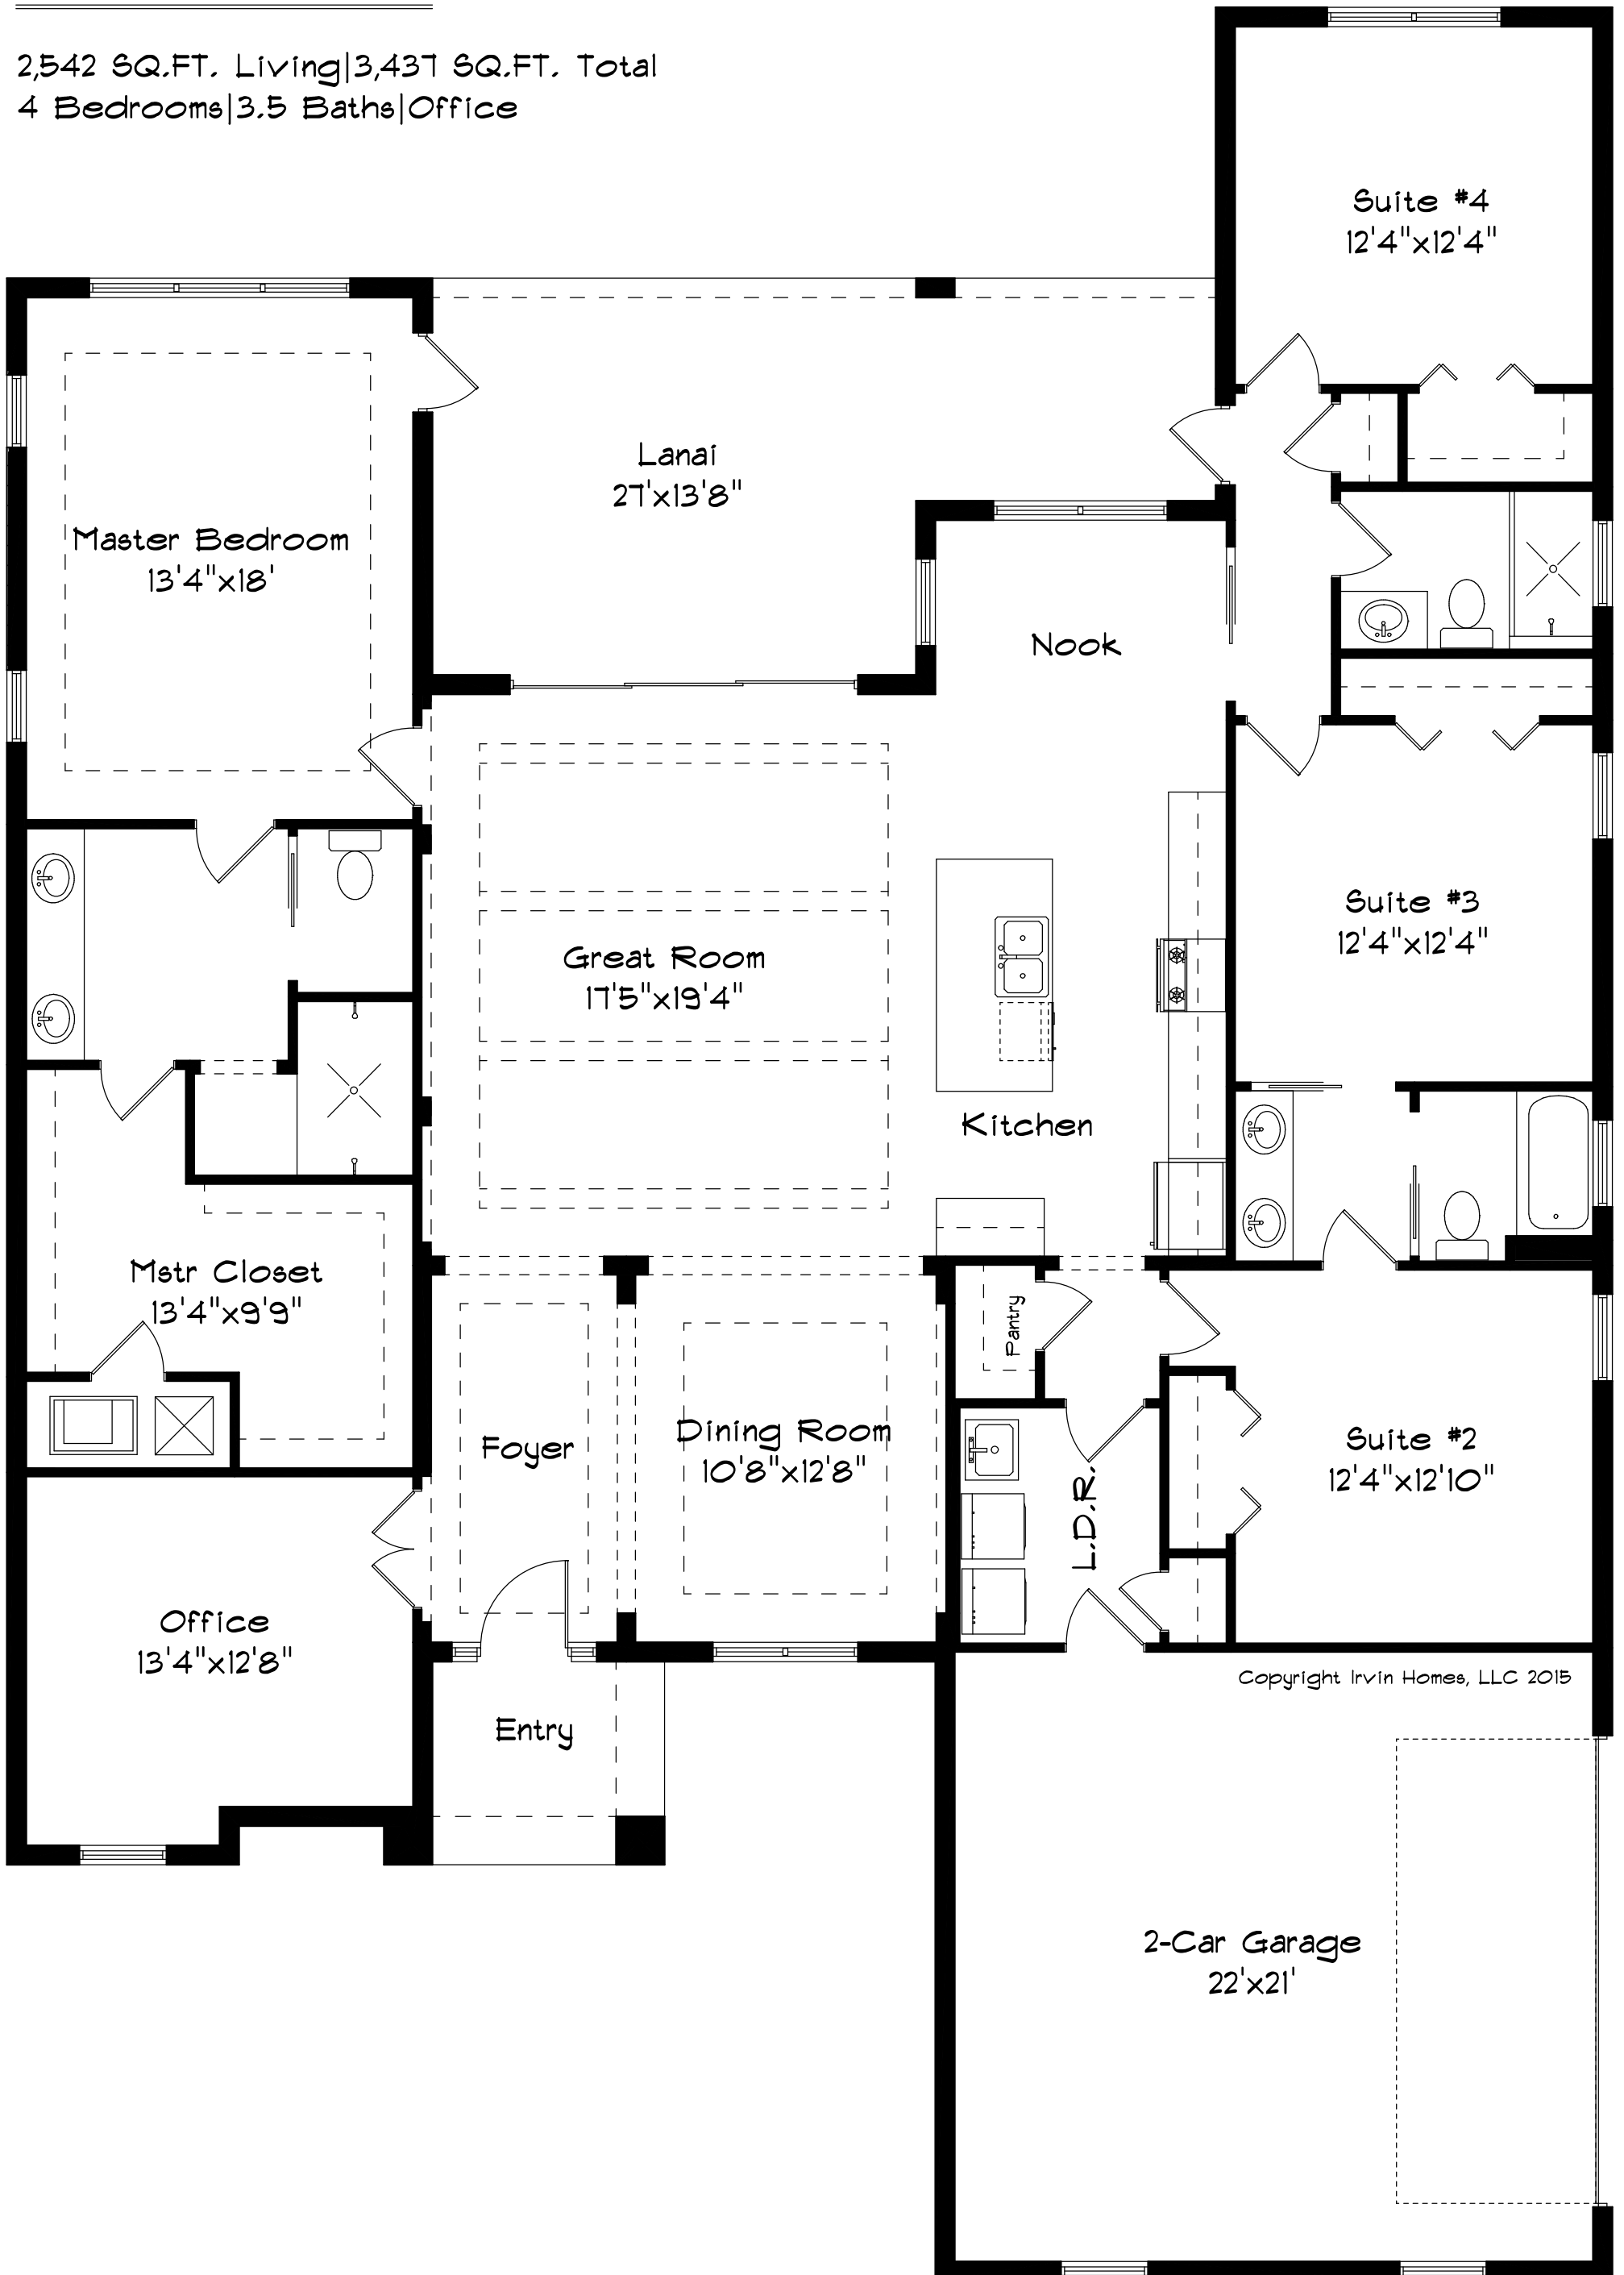 2,542 SQ.FT. Living|3,437 SQ.FT. Total
4 Bedrooms|3.5 Baths|Office
Suite #4
12'4"x12'4"
Lanai
27'x13'8"
Master Bedroom
13'4"x18'
Nook
Suite #3
12'4"x12'4"
Great Room
17'5"x19'4"
Kitchen
Mstr Closet
13'4"x9'9"
Pantry
Foyer
Dining Room
10'8"x12'8"
L.D.R.
Suite #2
12'4"x12'10"
Office
13'4"x12'8"
Copyright Irvin Homes, LLC 2015
Entry
2-Car Garage
22'x21'